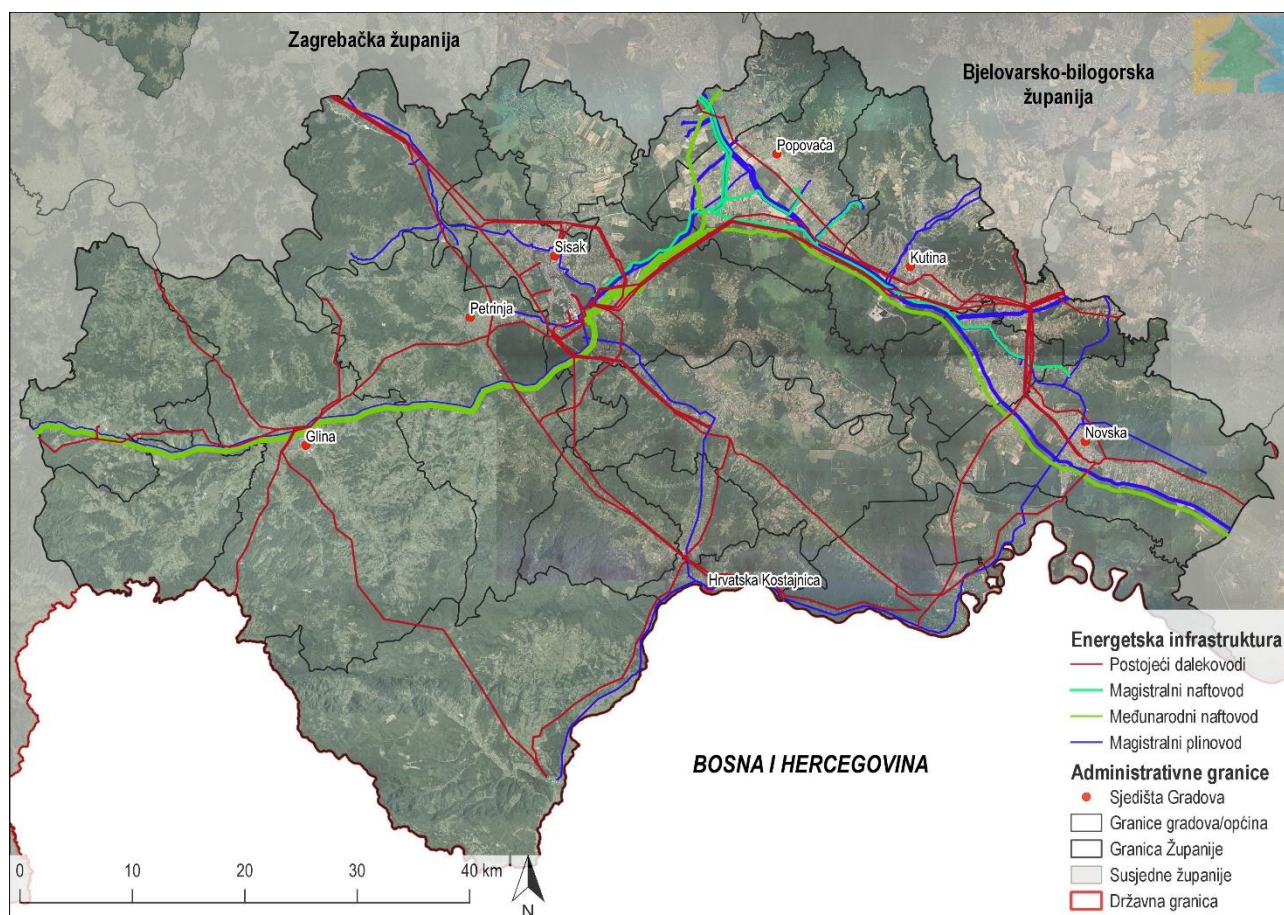 Zagrebačka županija
Bjelovarsko-bilogorska
županija
Popovača
Sisak
Kutina
Petrinja
Glina
Novska
Hrvatska Kostajnica
BOSNA I HERCEGOVINA
Energetska infrastruktura
Postojeći dalekovodi
Magistralni naftovod
Međunarodni naftovod
Magistralni plinovod
Administrativne granice
Sjedišta Gradova
Granice gradova/općina
Granica Županije
Susjedne županije
Državna granica
0 10 20 30 40 km
N